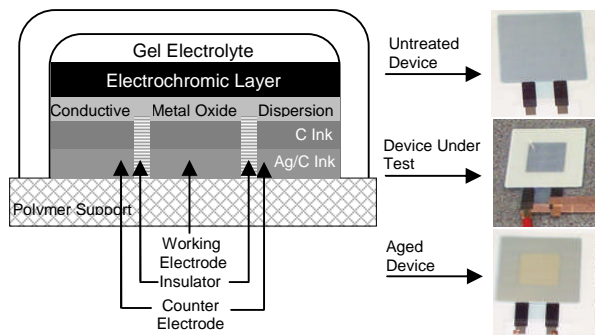 Gel Electrolyte
Electrochromic Layer
Conductive Metal Oxide Dispersion
C Ink
Ag/C Ink
Polymer Support
Working
Electrode
Insulator
Counter
Electrode
Untreated
Device
Device Under
Test
Aged
Device